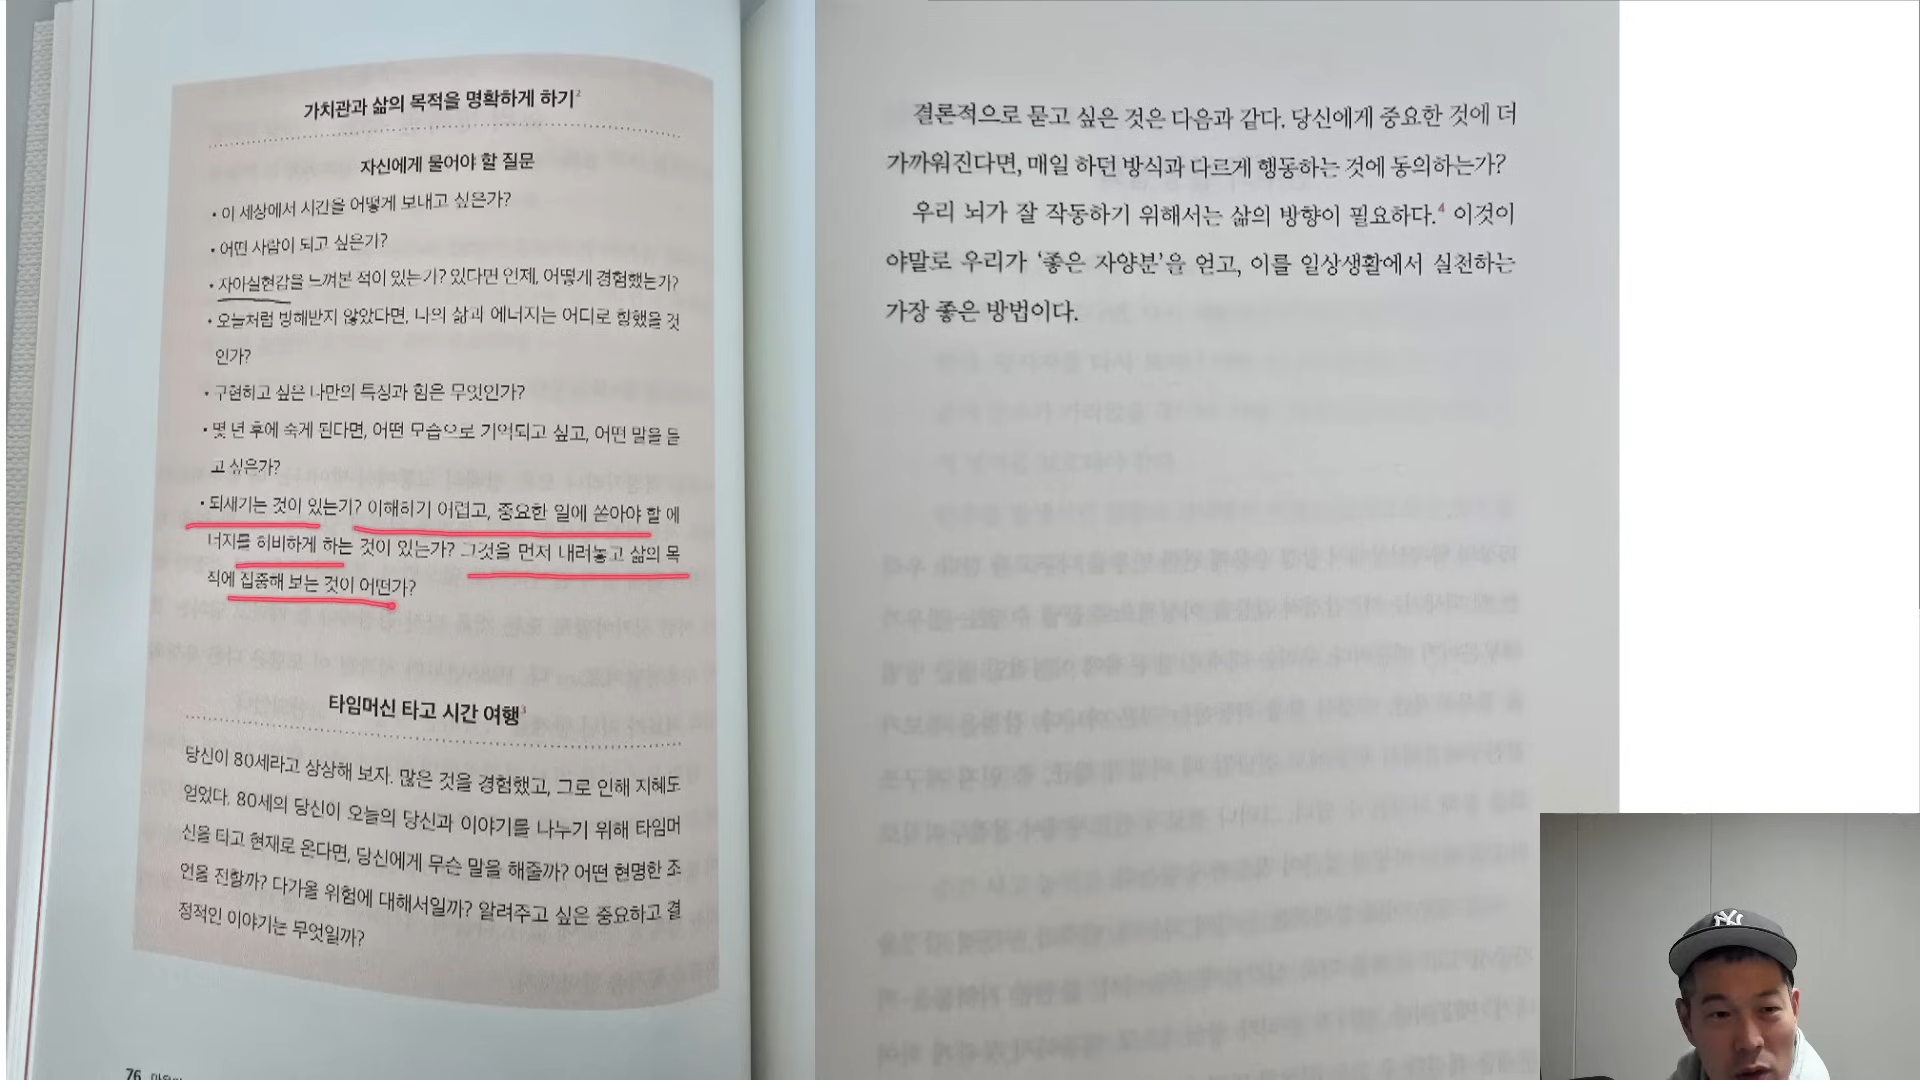 가치관과 삶의 목적을 명확하게 하기²
자신에게 물어야 할 질문
• 이 세상에서 시간을 어떻게 보내고 싶은가?
• 어떤 사람이 되고 싶은가?
• 자아실현감을 느껴본 적이 있는가? 있다면 언제, 어떻게 경험했는가?
• 오늘처럼 방해받지 않았다면, 나의 삶과 에너지는 어디로 향했을 것
인가?
• 구현하고 싶은 나만의 특징과 힘은 무엇인가?
• 몇 년 후에 죽게 된다면, 어떤 모습으로 기억되고 싶고, 어떤 말을 듣
고 싶은가?
• 되새기는 것이 있는가? 이해하기 어렵고, 중요한 일에 쏟아야 할 에
너지를 허비하게 하는 것이 있는가? 그것을 먼저 내려놓고 삶의 목
적에 집중해 보는 것이 어떤가?
타임머신 타고 시간 여행³
당신이 80세라고 상상해 보자. 많은 것을 경험했고, 그로 인해 지혜도
얻었다. 80세의 당신이 오늘의 당신과 이야기를 나누기 위해 타임머
신을 타고 현재로 온다면, 당신에게 무슨 말을 해줄까? 어떤 현명한 조
언을 전할까? 다가올 위험에 대해서일까? 알려주고 싶은 중요하고 결
정적인 이야기는 무엇일까?
76
결론적으로 묻고 싶은 것은 다음과 같다. 당신에게 중요한 것에 더
가까워진다면, 매일 하던 방식과 다르게 행동하는 것에 동의하는가?
우리 뇌가 잘 작동하기 위해서는 삶의 방향이 필요하다.⁴ 이것이
야말로 우리가 ‘좋은 자양분’을 얻고, 이를 일상생활에서 실천하는
가장 좋은 방법이다.
NY